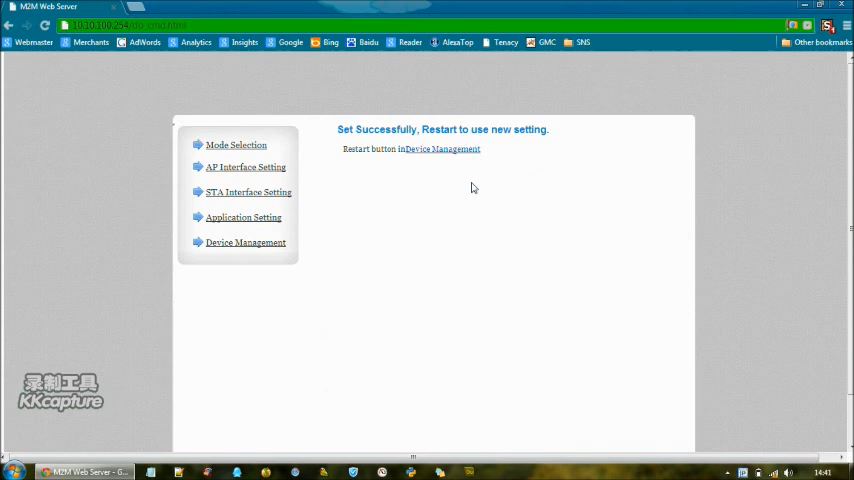 M2M Web Server
10.10.100.254/do_cmd.html
Webmaster Merchants AdWords Analytics Insights Google Bing Baidu Reader AlexaTop Tenacy GMC SNS Other bookmarks
Set Successfully, Restart to use new setting.
Restart button inDevice Management
Mode Selection
AP Interface Setting
STA Interface Setting
Application Setting
Device Management
录制工具
KKcapture
M2M Web Server - G...
14:41